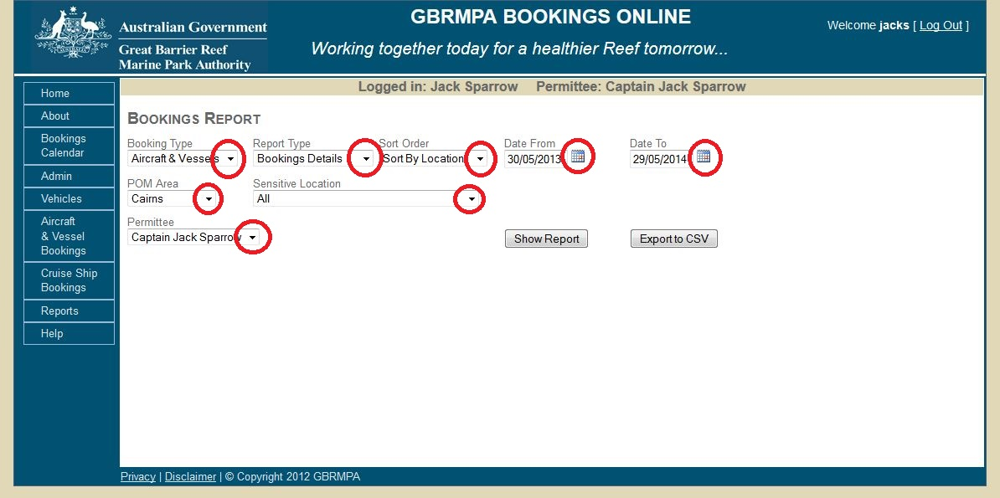 Australian Government
Great Barrier Reef
Marine Park Authority
GBRMPA BOOKINGS ONLINE
Working together today for a healthier Reef tomorrow...
Welcome jacks [ Log Out ]
Logged in: Jack Sparrow Permittee: Captain Jack Sparrow
Home
About
Bookings
Calendar
Admin
Vehicles
Aircraft
& Vessel
Bookings
Cruise Ship
Bookings
Reports
Help
BOOKINGS REPORT
Booking Type Report Type Sort Order Date From Date To
Aircraft & Vessels Bookings Details Sort By Location 30/05/2013 29/05/2014
POM Area Sensitive Location
Cairns All
Permittee
Captain Jack Sparrow Show Report Export to CSV
Privacy | Disclaimer | © Copyright 2012 GBRMPA